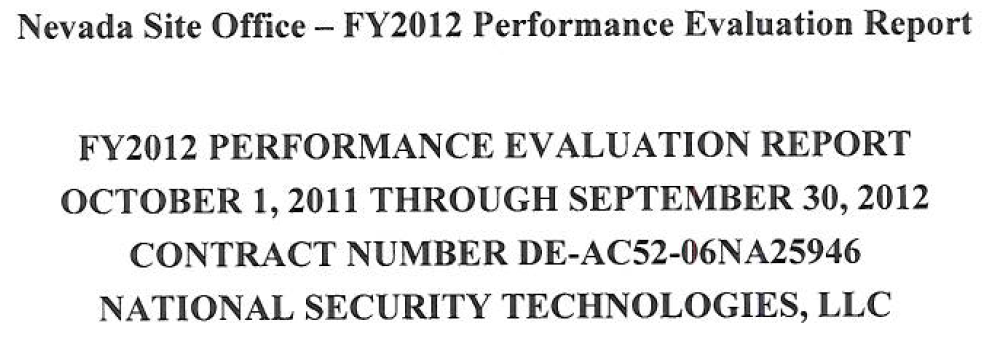 Nevada Site Office – FY2012 Performance Evaluation Report
FY2012 PERFORMANCE EVALUATION REPORT
OCTOBER 1, 2011 THROUGH SEPTEMBER 30, 2012
CONTRACT NUMBER DE-AC52-06NA25946
NATIONAL SECURITY TECHNOLOGIES, LLC